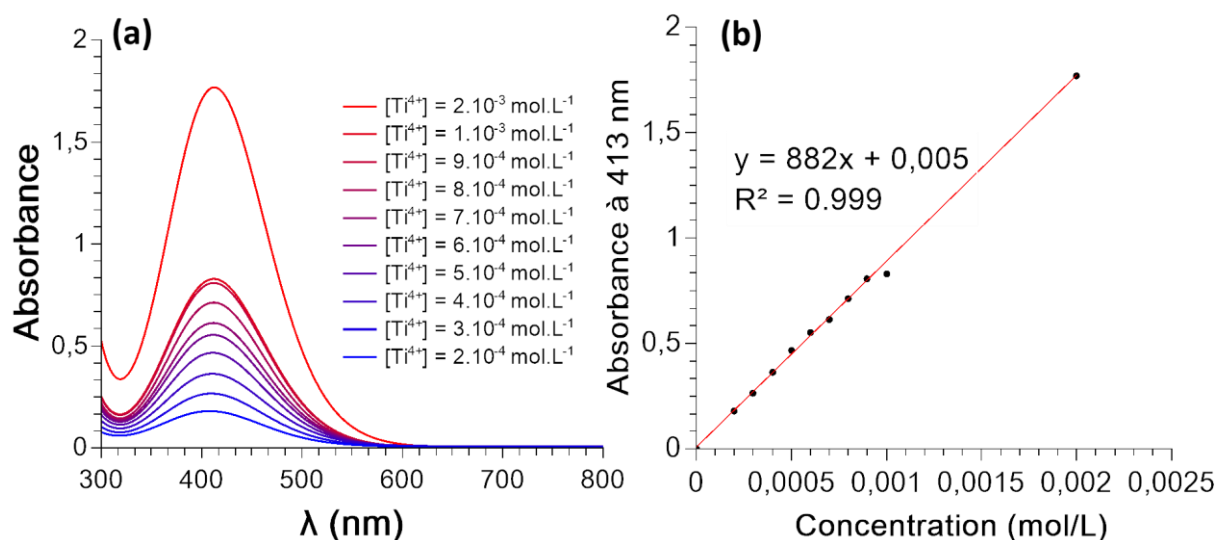 (a)
2
1,5
1
0,5
0
Absorbance
300 400 500 600 700 800
λ (nm)
[Ti⁴⁺] = 2.10⁻³ mol.L⁻¹
[Ti⁴⁺] = 1.10⁻³ mol.L⁻¹
[Ti⁴⁺] = 9.10⁻⁴ mol.L⁻¹
[Ti⁴⁺] = 8.10⁻⁴ mol.L⁻¹
[Ti⁴⁺] = 7.10⁻⁴ mol.L⁻¹
[Ti⁴⁺] = 6.10⁻⁴ mol.L⁻¹
[Ti⁴⁺] = 5.10⁻⁴ mol.L⁻¹
[Ti⁴⁺] = 4.10⁻⁴ mol.L⁻¹
[Ti⁴⁺] = 3.10⁻⁴ mol.L⁻¹
[Ti⁴⁺] = 2.10⁻⁴ mol.L⁻¹
(b)
2
1,5
1
0,5
0
Absorbance à 413 nm
y = 882x + 0,005
R² = 0.999
0 0,0005 0,001 0,0015 0,002 0,0025
Concentration (mol/L)